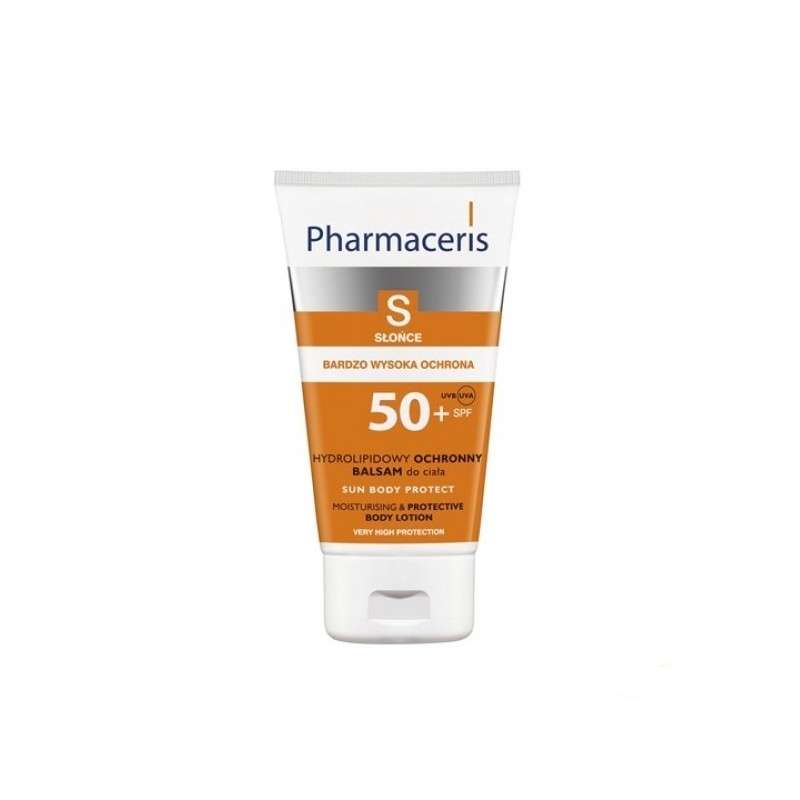 Pharmaceris
S
SŁOŃCE
BARDZO WYSOKA OCHRONA
UVB UVA
50+ SPF
HYDROLIPIDOWY OCHRONNY
BALSAM do ciała
SUN BODY PROTECT
MOISTURISING & PROTECTIVE
BODY LOTION
VERY HIGH PROTECTION